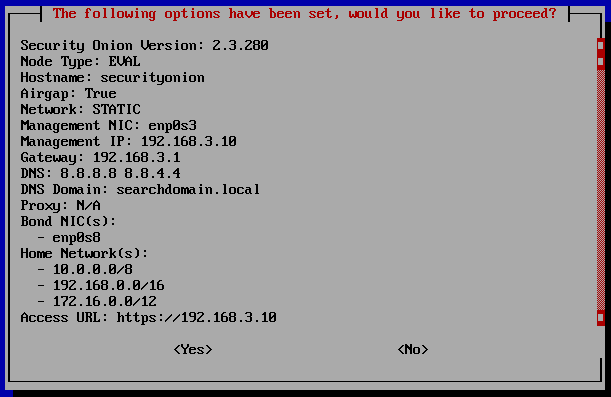 The following options have been set, would you like to proceed?
Security Onion Version: 2.3.280
Node Type: EVAL
Hostname: securityonion
Airgap: True
Network: STATIC
Management NIC: enp0s3
Management IP: 192.168.3.10
Gateway: 192.168.3.1
DNS: 8.8.8.8 8.8.4.4
DNS Domain: searchdomain.local
Proxy: N/A
Bond NIC(s):
- enp0s8
Home Network(s):
- 10.0.0.0/8
- 192.168.0.0/16
- 172.16.0.0/12
Access URL: https://192.168.3.10
<Yes> <No>